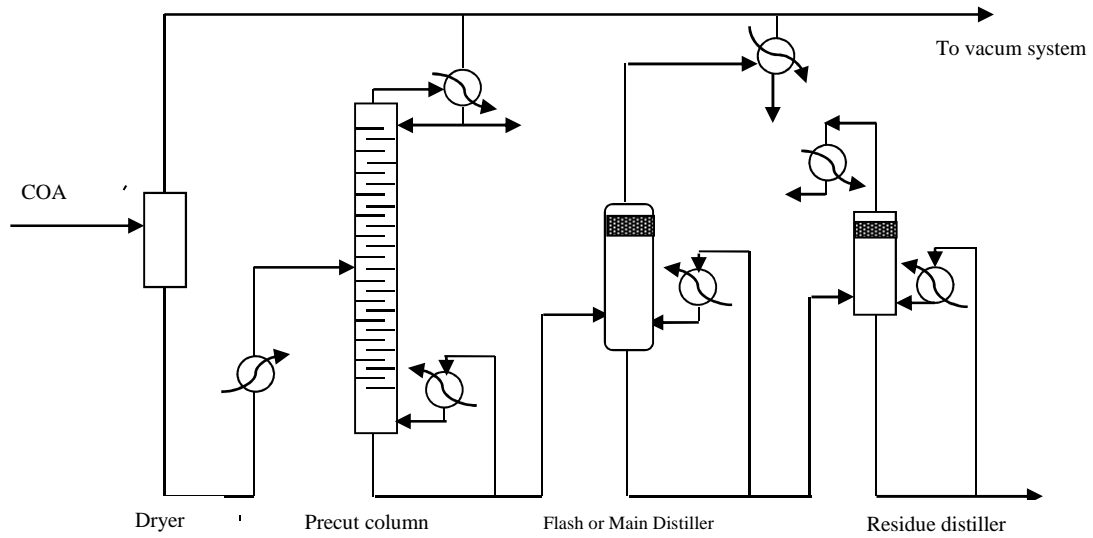 To vacum system
COA
Dryer
Precut column
Flash or Main Distiller
Residue distiller